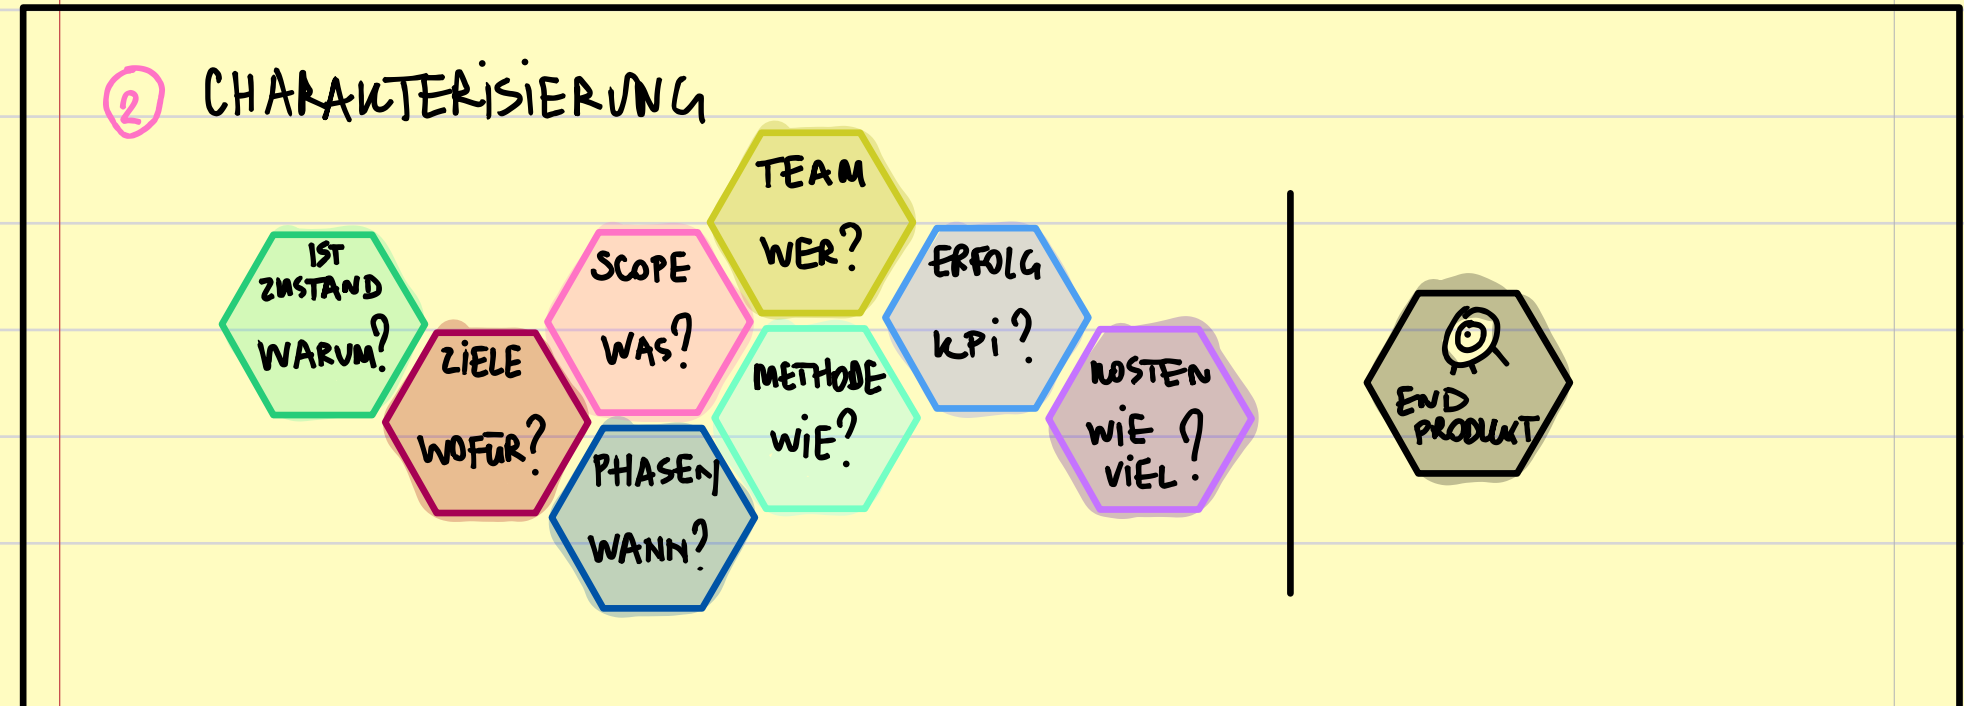 2 CHARAKTERiSiERUNG
IST
ZUSTAND
WARUM?
ZiELE
WOFÜR?
SCOPE
WAS?
PHASEN
WANN?
TEAM
WER?
METHODE
WiE?
ERFOLG
KPi?
KOSTEN
WiE
ViEL?
END
PRODUKT